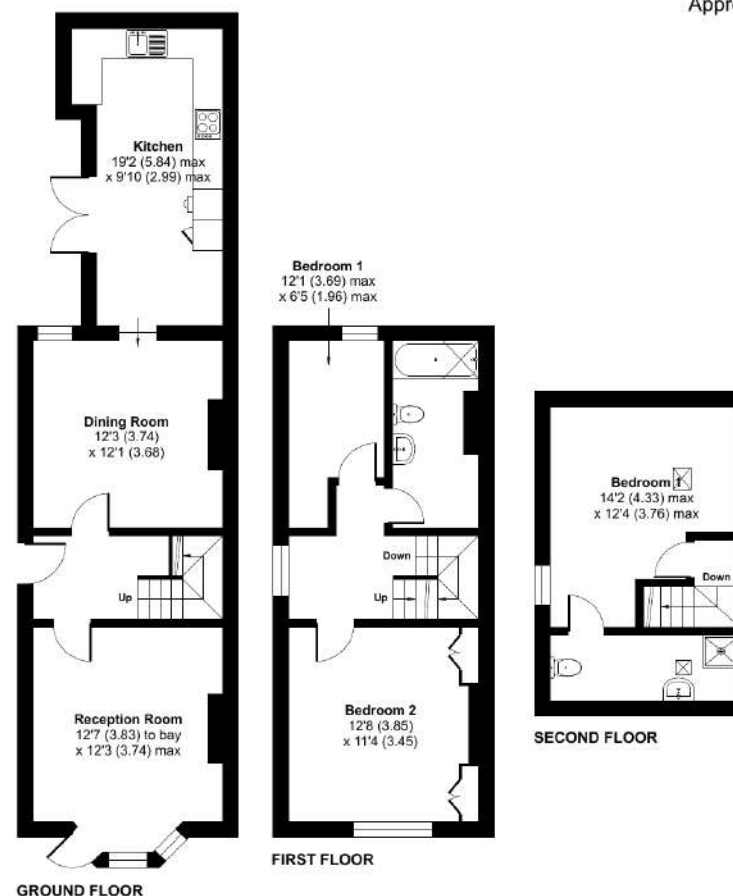 Appr
Kitchen
19'2 (5.84) max
x 9'10 (2.99) max
Dining Room
12'3 (3.74)
x 12'1 (3.68)
Up
Reception Room
12'7 (3.83) to bay
x 12'3 (3.74) max
GROUND FLOOR
Bedroom 1
12'1 (3.69) max
x 6'5 (1.96) max
Down
Up
Bedroom 2
12'8 (3.85)
x 11'4 (3.45)
FIRST FLOOR
Bedroom 1
14'2 (4.33) max
x 12'4 (3.76) max
Down
SECOND FLOOR